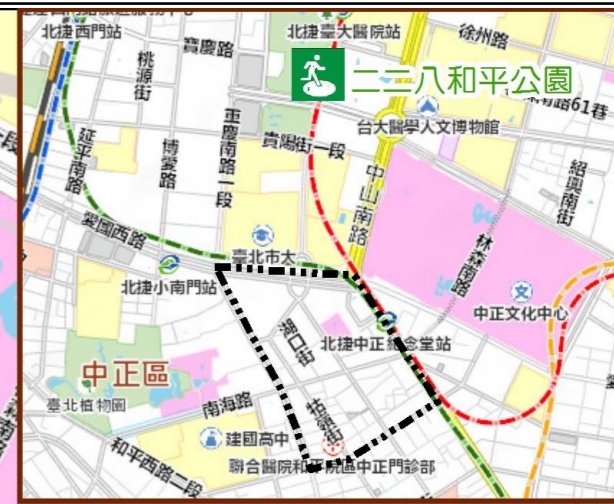 北捷西門站
寶慶路
北捷臺大醫院站
徐州路
桃源街
二二八和平公園
路61巷
台大醫學人文博物館
延平南路
博愛路
重慶南路一段
貴陽街一段
中山南路
紹興南街
愛國西路
臺北市大
林森南路
北捷小南門站
中正文化中心
湖口街
北捷中正紀念堂站
中正區
臺北植物園
南海路
牯嶺街
建國高中
和平西路二段
聯合醫院和平院區中正門診部